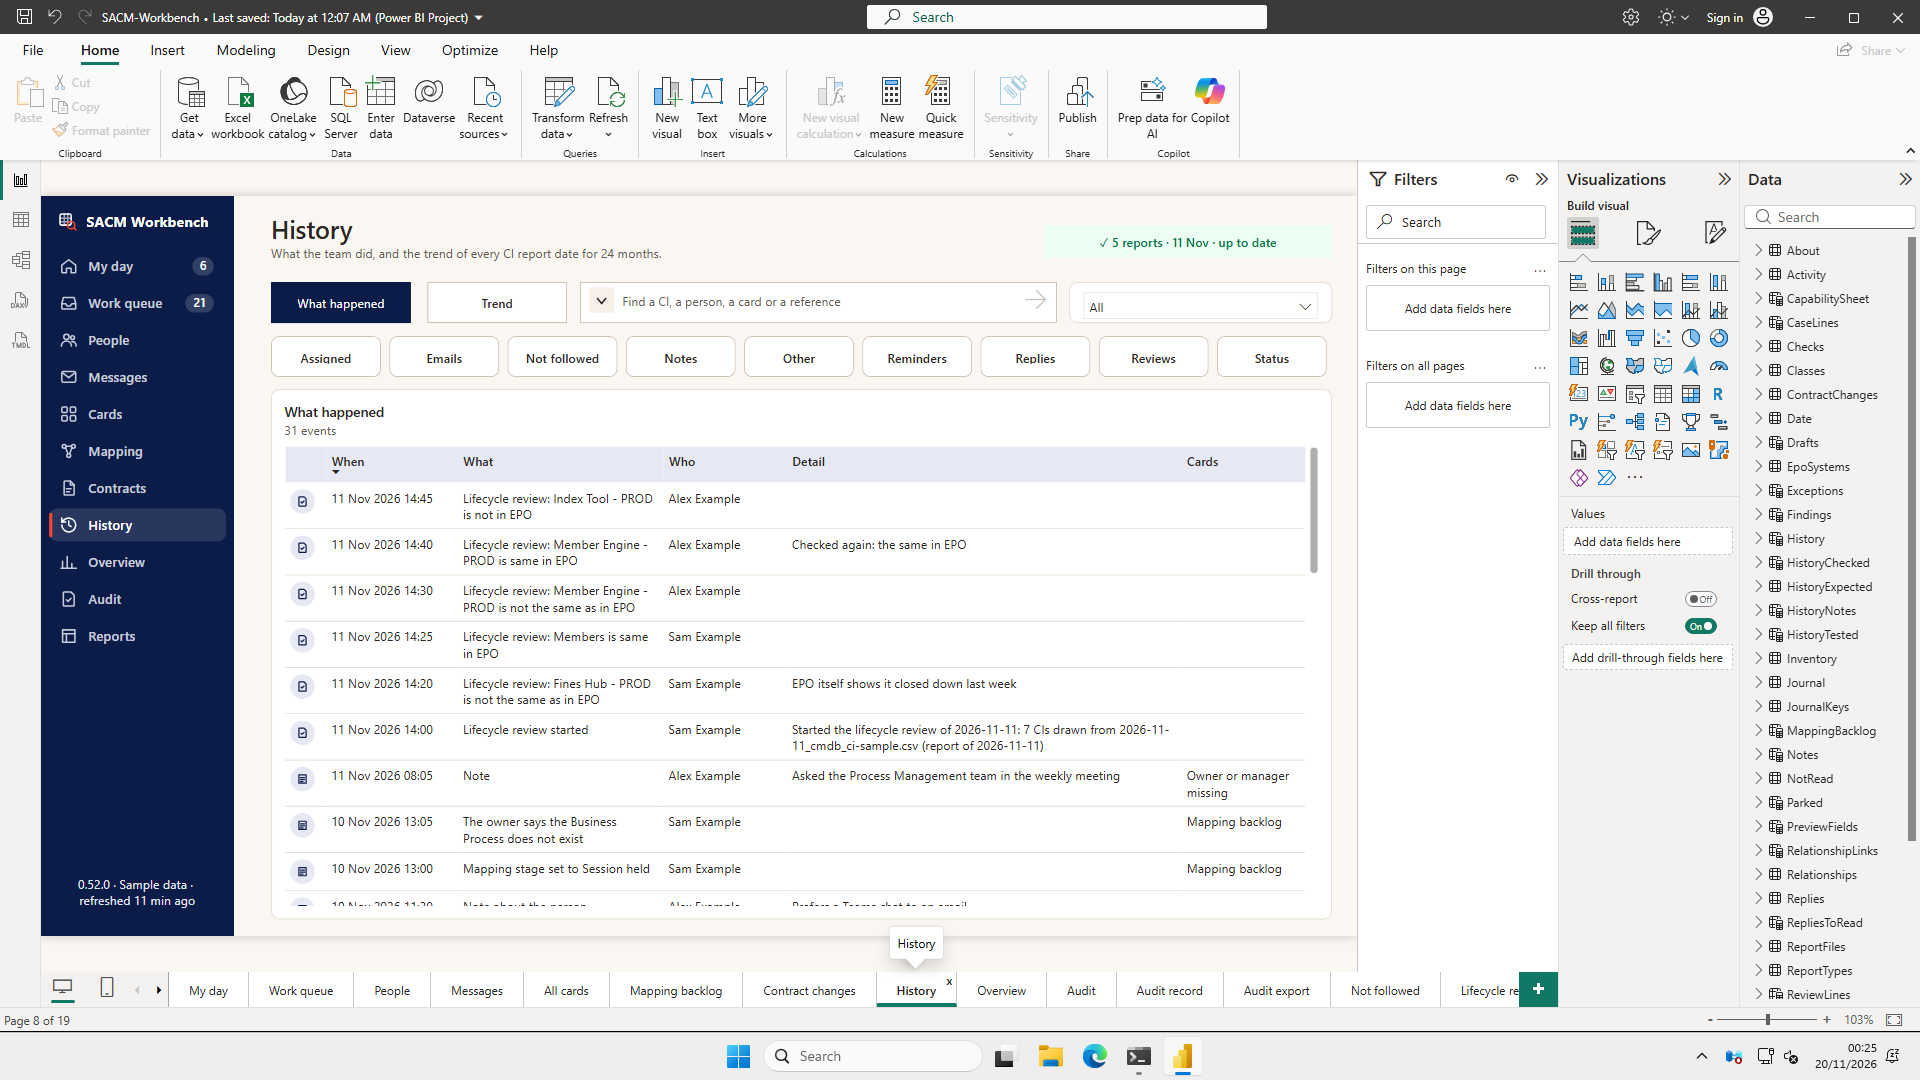 SACM-Workbench • Last saved: Today at 12:07 AM (Power BI Project)
Search
Sign in
File
Home
Insert
Modeling
Design
View
Optimize
Help
Share
Paste
Cut
Copy
Format painter
Clipboard
Get data
Excel workbook
OneLake catalog
SQL Server
Enter data
Dataverse
Recent sources
Data
Transform data
Refresh
Queries
New visual
Text box
More visuals
Insert
New visual calculation
New measure
Quick measure
Calculations
Sensitivity
Sensitivity
Publish
Share
Prep data for AI
Copilot
Copilot
DAX
TMDL
SACM Workbench
My day 6
Work queue 21
People
Messages
Cards
Mapping
Contracts
History
Overview
Audit
Reports
0.52.0 · Sample data ·
refreshed 11 min ago
History
What the team did, and the trend of every CI report date for 24 months.
✓ 5 reports · 11 Nov · up to date
What happened
Trend
Find a CI, a person, a card or a reference
All
Assigned
Emails
Not followed
Notes
Other
Reminders
Replies
Reviews
Status
What happened
31 events
When What Who Detail Cards
11 Nov 2026 14:45 Lifecycle review: Index Tool - PROD Alex Example
is not in EPO
11 Nov 2026 14:40 Lifecycle review: Member Engine - Alex Example Checked again: the same in EPO
PROD is same in EPO
11 Nov 2026 14:30 Lifecycle review: Member Engine - Alex Example
PROD is not the same as in EPO
11 Nov 2026 14:25 Lifecycle review: Members is same Sam Example
in EPO
11 Nov 2026 14:20 Lifecycle review: Fines Hub - PROD Sam Example EPO itself shows it closed down last week
is not the same as in EPO
11 Nov 2026 14:00 Lifecycle review started Sam Example Started the lifecycle review of 2026-11-11: 7 CIs drawn from 2026-11-
11_cmdb_ci-sample.csv (report of 2026-11-11)
11 Nov 2026 08:05 Note Alex Example Asked the Process Management team in the weekly meeting Owner or manager
missing
10 Nov 2026 13:05 The owner says the Business Sam Example Mapping backlog
Process does not exist
10 Nov 2026 13:00 Mapping stage set to Session held Sam Example Mapping backlog
History
Filters
Search
Filters on this page
...
Add data fields here
Filters on all pages
...
Add data fields here
Visualizations
Build visual
123
R
Py
...
Values
Add data fields here
Drill through
Cross-report Off
Keep all filters On
Add drill-through fields here
Data
Search
About
Activity
CapabilitySheet
CaseLines
Checks
Classes
ContractChanges
Date
Drafts
EpoSystems
Exceptions
Findings
History
HistoryChecked
HistoryExpected
HistoryNotes
HistoryTested
Inventory
Journal
JournalKeys
MappingBacklog
Notes
NotRead
Parked
PreviewFields
RelationshipLinks
Relationships
Replies
RepliesToRead
ReportFiles
ReportTypes
ReviewLines
My day
Work queue
People
Messages
All cards
Mapping backlog
Contract changes
History x
Overview
Audit
Audit record
Audit export
Not followed
Lifecycle re
+
Page 8 of 19
- + 103%
Search
00:25
20/11/2026